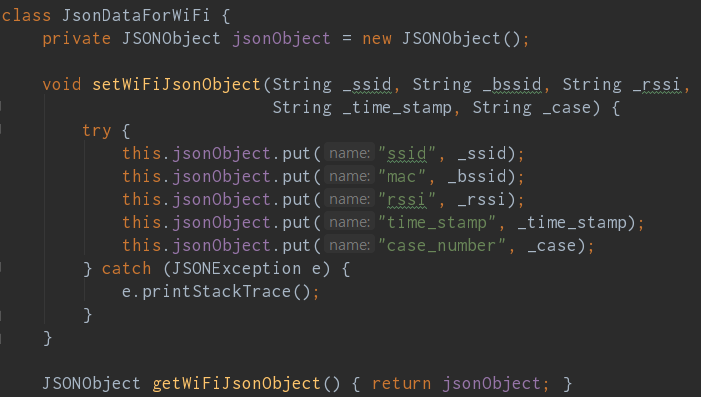 class JsonDataForWiFi {
    private JSONObject jsonObject = new JSONObject();

    void setWiFiJsonObject(String _ssid, String _bssid, String _rssi,
                           String _time_stamp, String _case) {
        try {
            this.jsonObject.put( name: "ssid", _ssid);
            this.jsonObject.put( name: "mac", _bssid);
            this.jsonObject.put( name: "rssi", _rssi);
            this.jsonObject.put( name: "time_stamp", _time_stamp);
            this.jsonObject.put( name: "case_number", _case);
        } catch (JSONException e) {
            e.printStackTrace();
        }
    }

    JSONObject getWiFiJsonObject() { return jsonObject; }